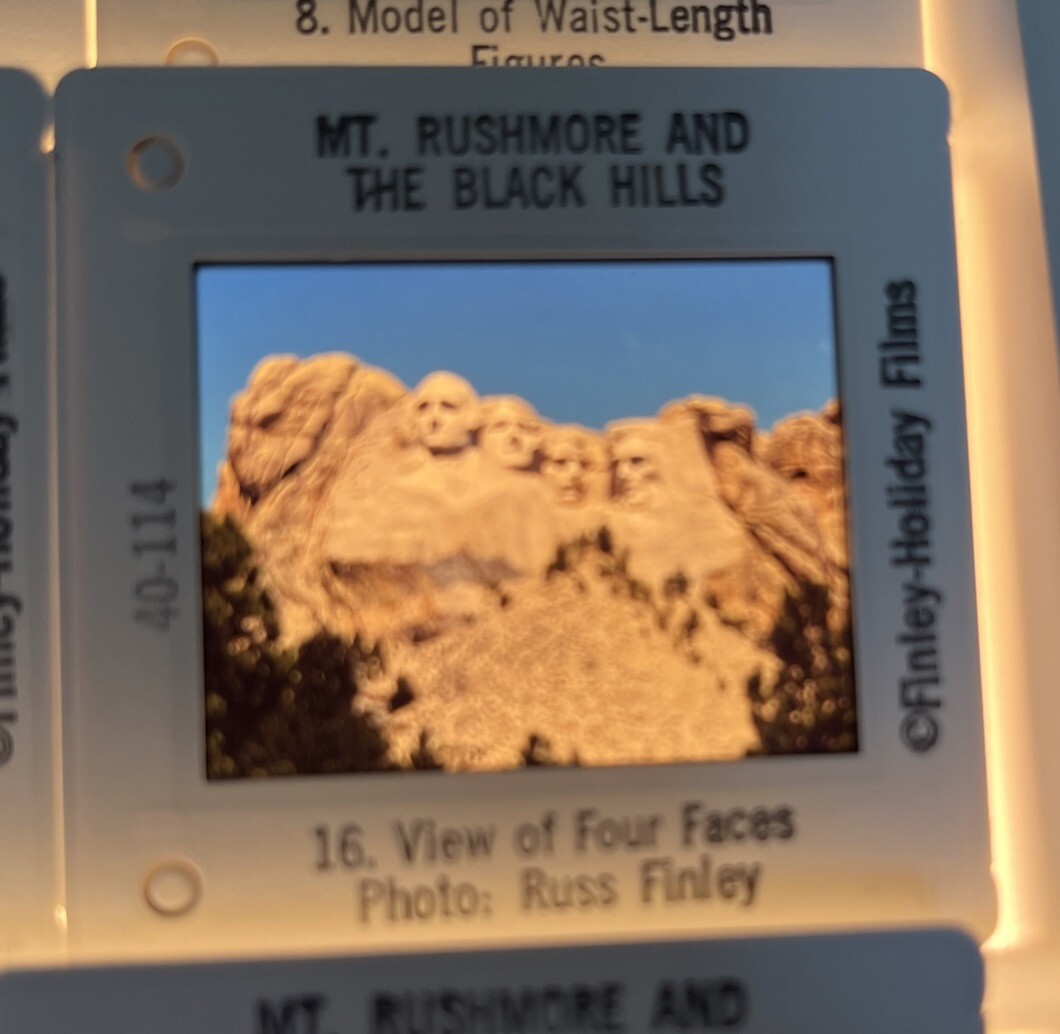 8. Model of Waist-Length
Figures
MT. RUSHMORE AND
THE BLACK HILLS
40-114
©Finley-Holiday Films
16. View of Four Faces
Photo: Russ Finley
MT. RUSHMORE AND